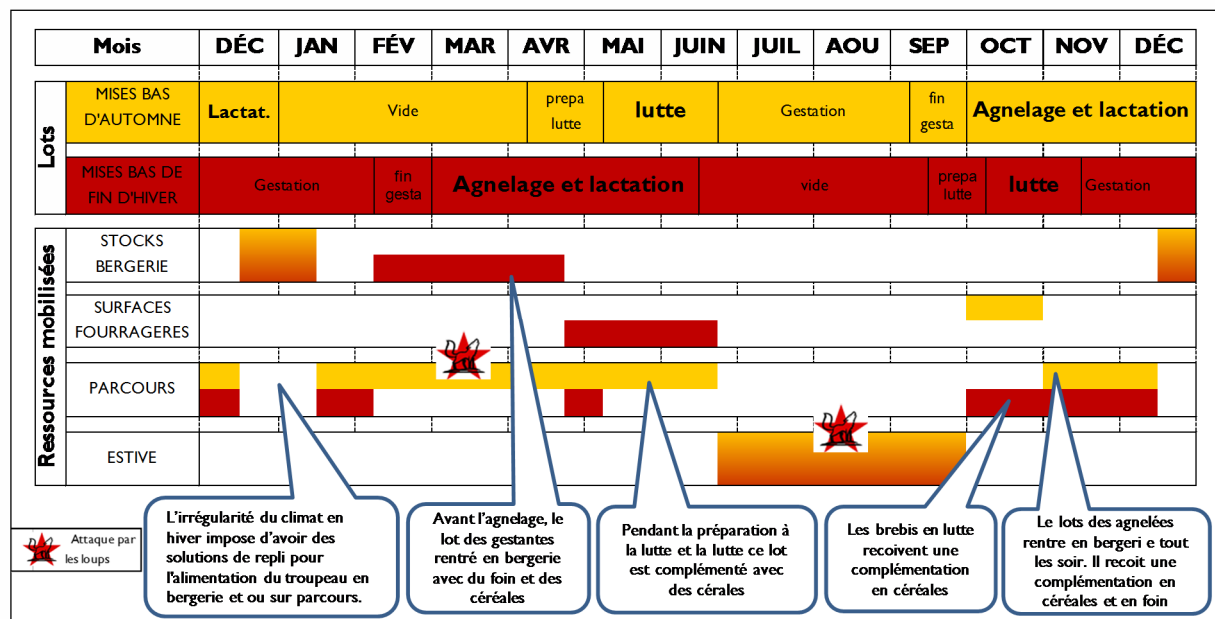 Mois DÉC JAN FÉV MAR AVR MAI JUIN JUIL AOU SEP OCT NOV DÉC
Lots
MISES BAS
D'AUTOMNE
Lactat.
Vide
prepa
lutte
lutte
Gestation
fin
gesta
Agnelage et lactation
MISES BAS DE
FIN D'HIVER
Gestation
fin
gesta
Agnelage et lactation
vide
prepa
lutte
lutte
Gestation
Ressources mobilisées
STOCKS
BERGERIE
SURFACES
FOURRAGERES
PARCOURS
ESTIVE
Attaque par
les loups
L'irrégularité du climat en
hiver impose d'avoir des
solutions de repli pour
l'alimentation du troupeau en
bergerie et ou sur parcours.
Avant l'agnelage, le
lot des gestantes
rentré en bergerie
avec du foin et des
céréales
Pendant la préparation à
la lutte et la lutte ce lot
est complémenté avec
des cérales
Les brebis en lutte
recoivent une
complémentation
en céréales
Le lots des agnelées
rentre en bergeri e tout
les soir. Il recoit une
complémentation en
céréales et en foin